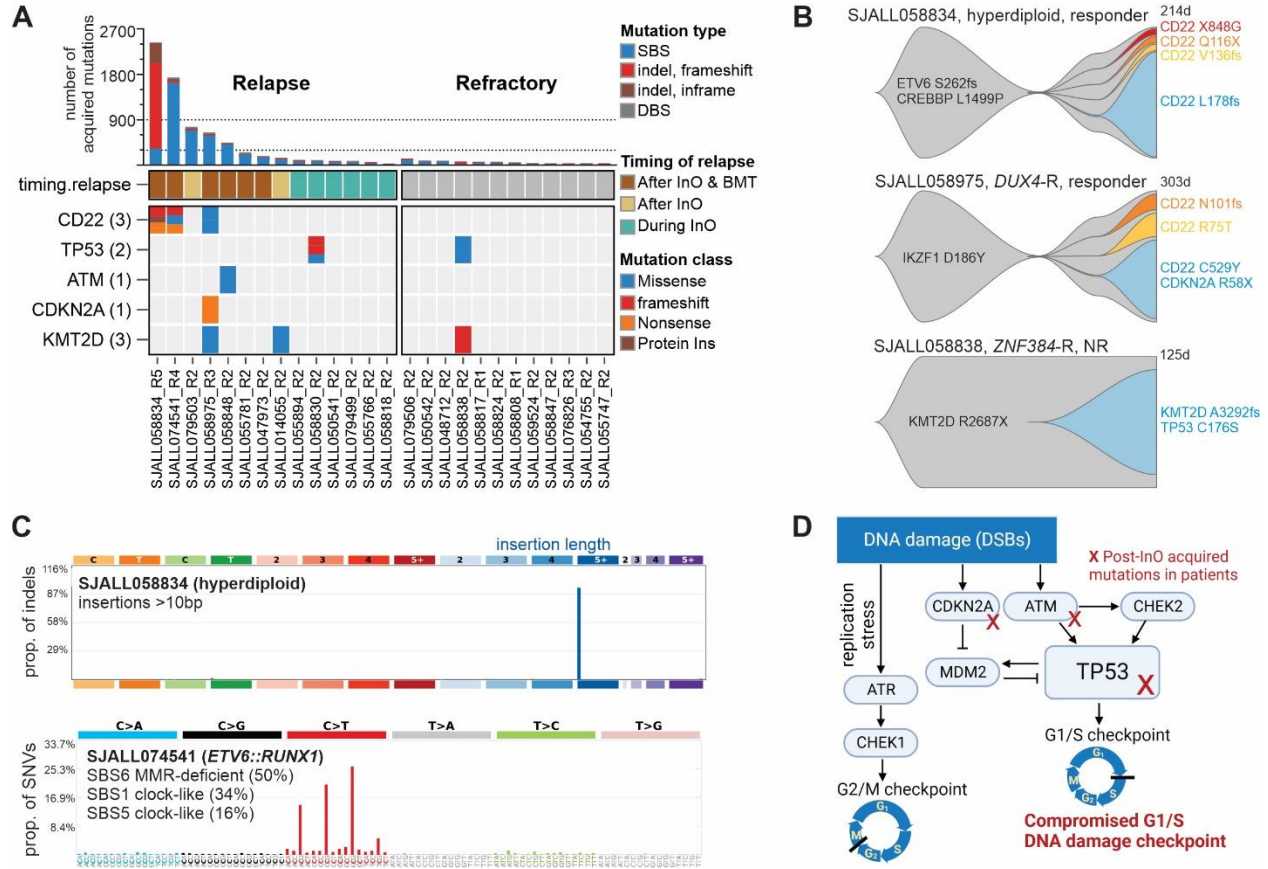 A
number of
acquired mutations
2700
1800
900
Relapse
Refractory
Mutation type
SBS
indel, frameshift
indel, inframe
DBS
timing.relapse
Timing of relapse
After InO & BMT
After InO
During InO
CD22 (3)
TP53 (2)
ATM (1)
CDKN2A (1)
KMT2D (3)
Mutation class
Missense
frameshift
Nonsense
Protein Ins
SJALL058834_R5
SJALL074541_R4
SJALL079503_R2
SJALL058975_R3
SJALL058848_R2
SJALL055781_R2
SJALL047973_R2
SJALL014055_R2
SJALL055894_R2
SJALL058830_R2
SJALL050541_R2
SJALL079499_R2
SJALL055766_R2
SJALL058818_R2
SJALL079506_R2
SJALL050542_R2
SJALL048712_R2
SJALL058838_R2
SJALL058817_R1
SJALL058824_R2
SJALL058808_R1
SJALL059524_R2
SJALL058847_R2
SJALL076826_R3
SJALL054755_R2
SJALL055747_R2
B
SJALL058834, hyperdiploid, responder
214d
ETV6 S262fs
CREBBP L1499P
CD22 X848G
CD22 Q116X
CD22 V136fs
CD22 L178fs
SJALL058975, DUX4-R, responder
303d
IKZF1 D186Y
CD22 N101fs
CD22 R75T
CD22 C529Y
CDKN2A R58X
SJALL058838, ZNF384-R, NR
125d
KMT2D R2687X
KMT2D A3292fs
TP53 C176S
C
insertion length
C T C T 2 3 4 5+ 2 3 4 5+ 2 3 4 5+
prop. of indels
116%
87%
58%
29%
SJALL058834 (hyperdiploid)
insertions >10bp
C>A C>G C>T T>A T>C T>G
prop. of SNVs
33.7%
25.3%
16.9%
8.4%
SJALL074541 (ETV6::RUNX1)
SBS6 MMR-deficient (50%)
SBS1 clock-like (34%)
SBS5 clock-like (16%)
D
DNA damage (DSBs)
X Post-InO acquired
mutations in patients
replication
stress
CDKN2A
X
ATM
X
CHEK2
MDM2
TP53
X
ATR
CHEK1
G2/M checkpoint
G1
S
G2
M
G1/S checkpoint
G1
S
G2
M
Compromised G1/S
DNA damage checkpoint